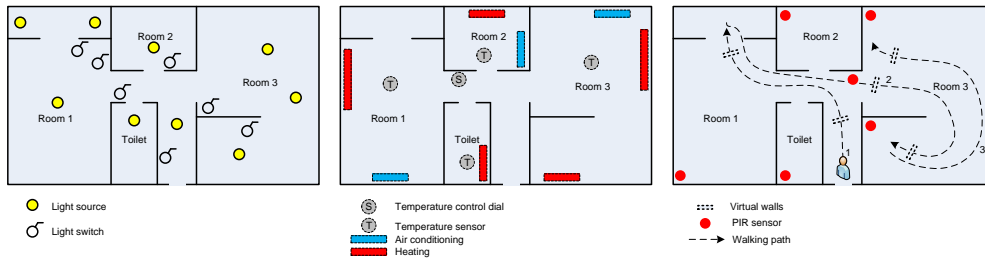 Room 2
Room 3
Room 1
Toilet
Light source
Light switch
Room 2
T
T
T
S
Room 3
Room 1
Toilet
T
S Temperature control dial
T Temperature sensor
Air conditioning
Heating
Room 2
2
Room 3
Room 1
Toilet
1
3
Virtual walls
PIR sensor
Walking path